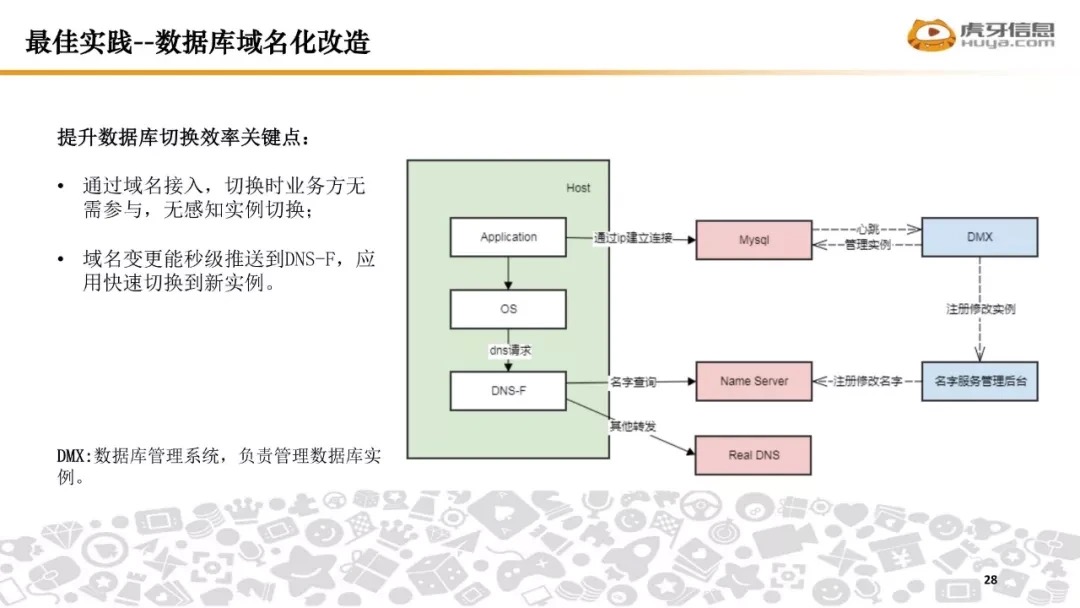 最佳实践--数据库域名化改造
虎牙信息
HUYA.com
提升数据库切换效率关键点：
• 通过域名接入，切换时业务方无
需参与，无感知实例切换；
• 域名变更能秒级推送到DNS-F，应
用快速切换到新实例。
DMX:数据库管理系统，负责管理数据库实
例。
Host
Application
通过ip建立连接
Mysql
心跳
管理实例
DMX
OS
注册修改实例
dns请求
DNS-F
名字查询
Name Server
注册修改名字
名字服务管理后台
其他转发
Real DNS
28